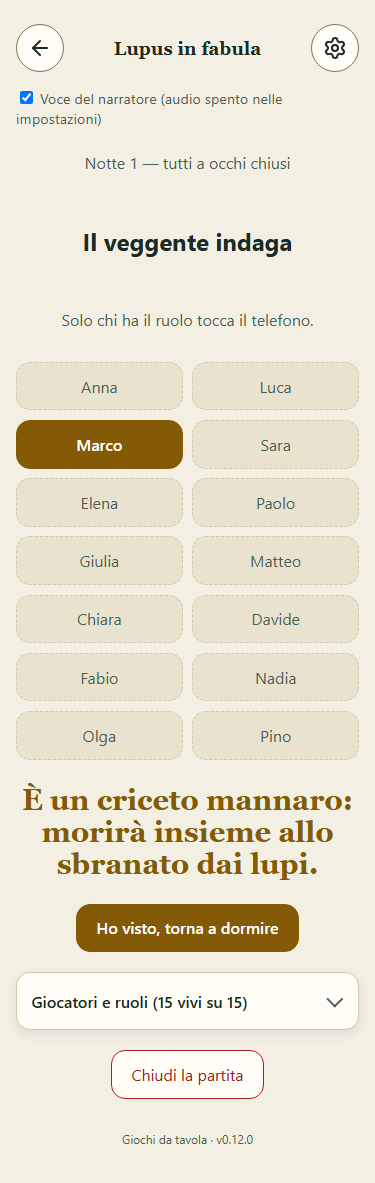 Lupus in fabula
Voce del narratore (audio spento nelle
impostazioni)
Notte 1 — tutti a occhi chiusi
Il veggente indaga
Solo chi ha il ruolo tocca il telefono.
Anna
Luca
Marco
Sara
Elena
Paolo
Giulia
Matteo
Chiara
Davide
Fabio
Nadia
Olga
Pino
È un criceto mannaro:
morirà insieme allo
sbranato dai lupi.
Ho visto, torna a dormire
Giocatori e ruoli (15 vivi su 15)
Chiudi la partita
Giochi da tavola · v0.12.0